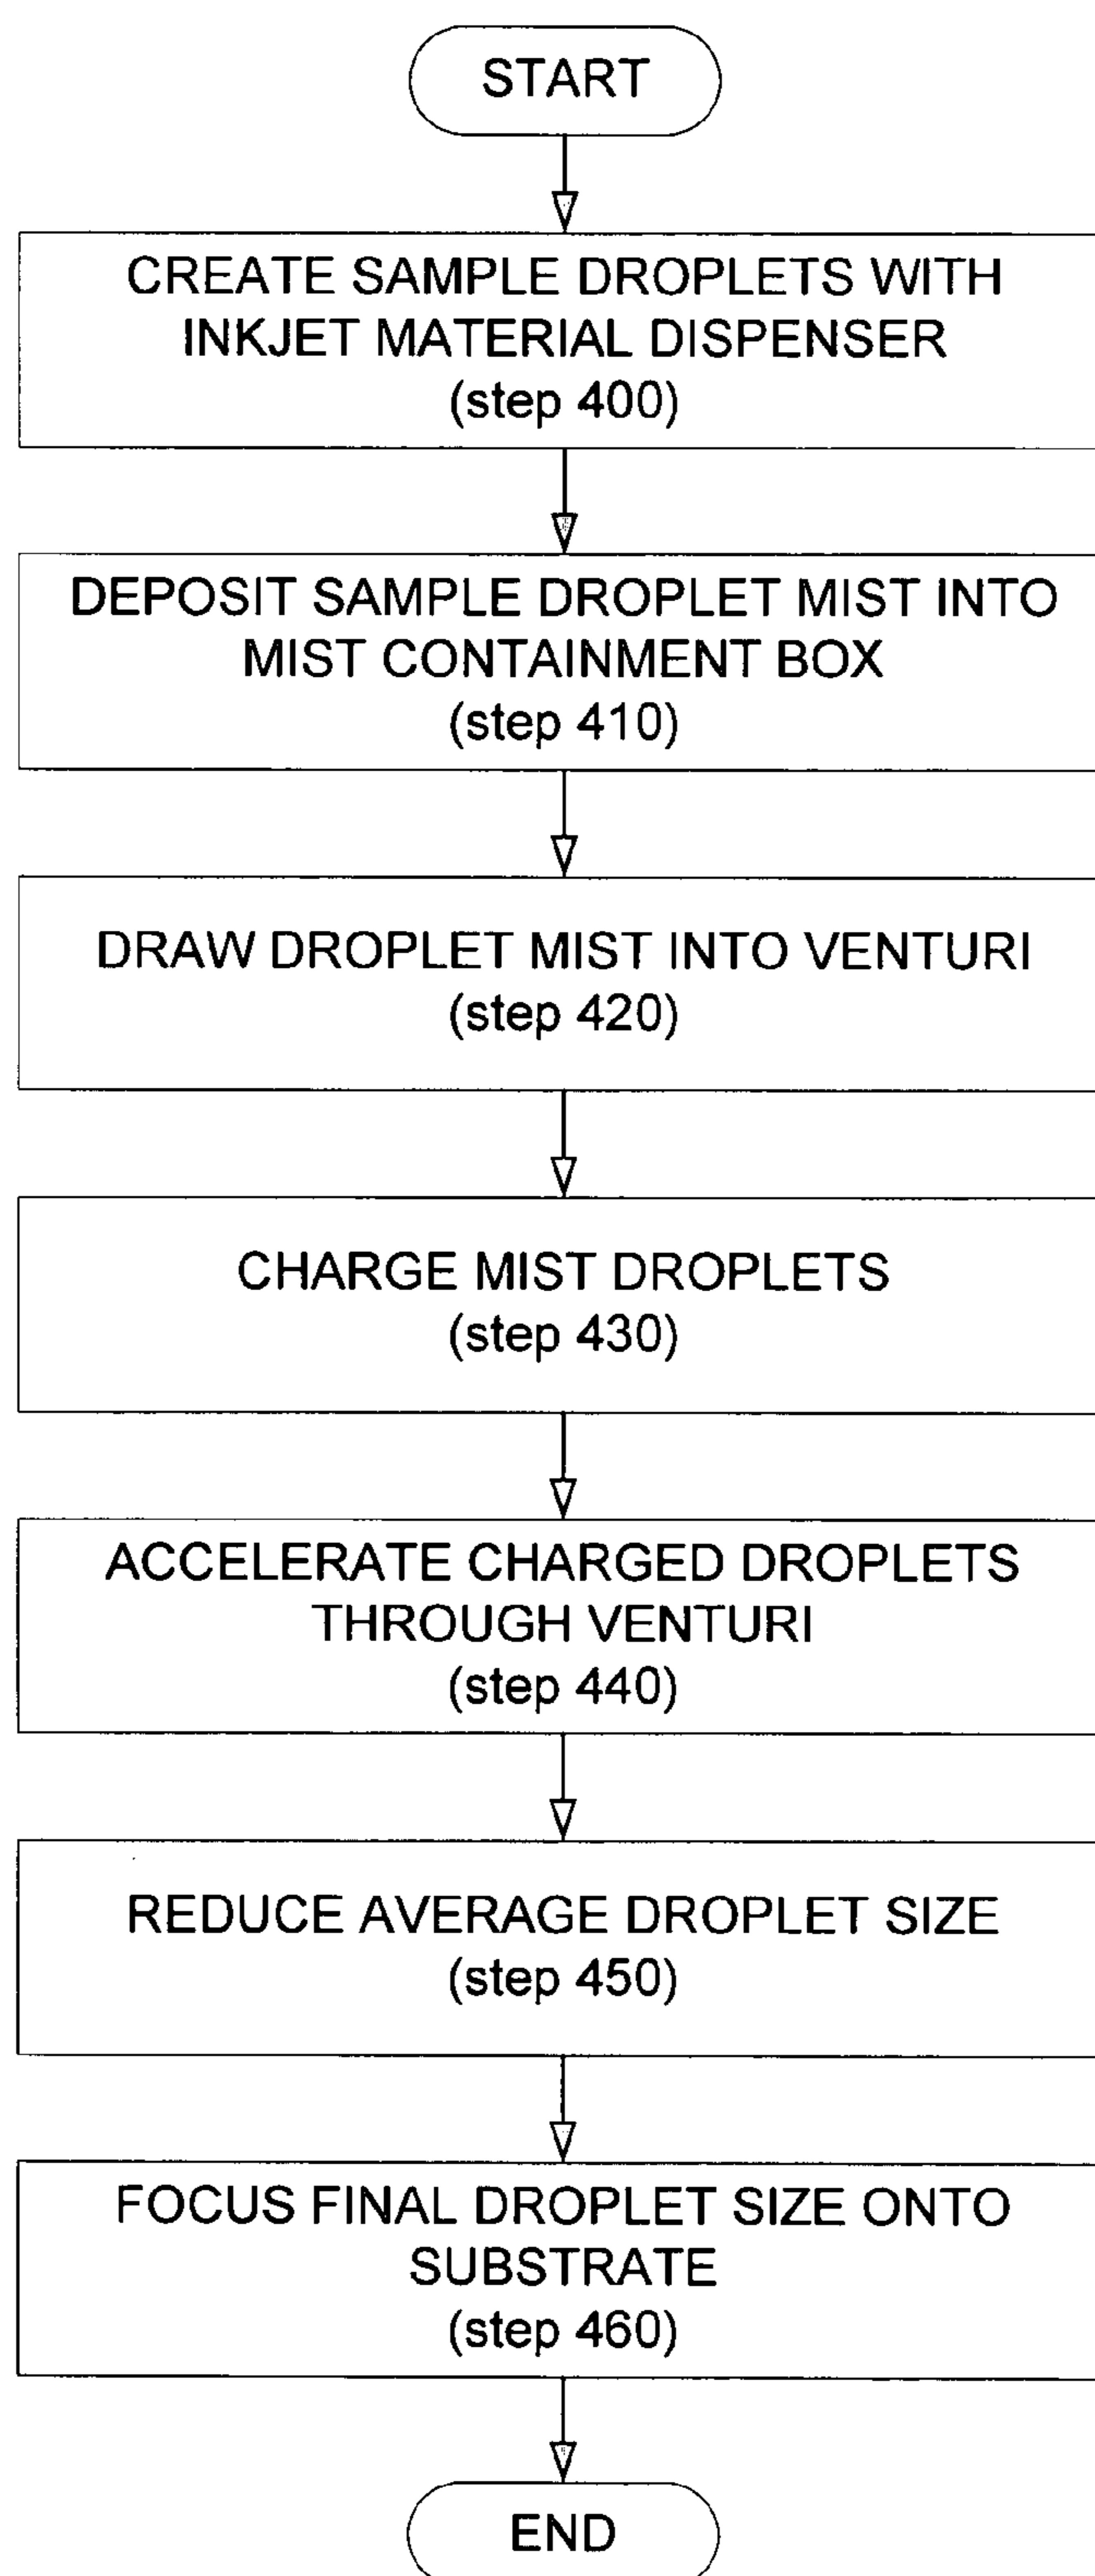 START
CREATE SAMPLE DROPLETS WITH
INKJET MATERIAL DISPENSER
(step 400)
DEPOSIT SAMPLE DROPLET MIST INTO
MIST CONTAINMENT BOX
(step 410)
DRAW DROPLET MIST INTO VENTURI
(step 420)
CHARGE MIST DROPLETS
(step 430)
ACCELERATE CHARGED DROPLETS
THROUGH VENTURI
(step 440)
REDUCE AVERAGE DROPLET SIZE
(step 450)
FOCUS FINAL DROPLET SIZE ONTO
SUBSTRATE
(step 460)
END